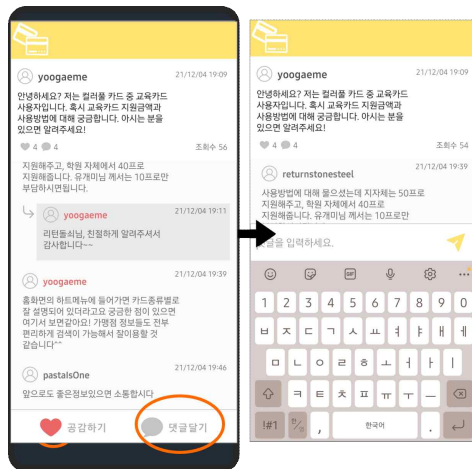 yoogaeme 21/12/04 19:09
안녕하세요? 저는 컬러풀 카드 중 교육카드
사용자입니다. 혹시 교육카드 지원금액과
사용방법에 대해 궁금합니다. 아시는 분을
있으면 알려주세요!
4 4 조회수 56
지원해주고, 학원 자체에서 40프로
지원해줍니다. 유개미님 께서는 10프로만
부담하시면됩니다.
yoogaeme 21/12/04 19:11
리턴돌쇠님, 친절하게 알려주셔서
감사합니다~~
yoogaeme 21/12/04 19:39
홈화면의 하트메뉴에 들어가면 카드종류별로
잘 설명되어 있더라고요 궁금한 점이 있으면
여기서 보면같아요! 가맹점 정보들도 전부
편리하게 검색이 가능해서 잘이용할 것
같습니다^^
pastalsOne 21/12/04 19:46
앞으로도 좋은정보있으면 소통합시다
공감하기 댓글달기
yoogaeme 21/12/04 19:09
안녕하세요? 저는 컬러풀 카드 중 교육카드
사용자입니다. 혹시 교육카드 지원금액과
사용방법에 대해 궁금합니다. 아시는 분을
있으면 알려주세요!
4 4 조회수 54
returnstonesteel 21/12/04 19:39
사용방법에 대해 물으셨는데 지자체는 50프로
지원해주고, 학원 자체에서 40프로
지원해줍니다. 유개미님 께서는 10프로만
댓글을 입력하세요.
GIF
1 2 3 4 5 6 7 8 9 0
ㅂ ㅈ ㄷ ㄱ ㅅ ㅛ ㅕ ㅑ ㅐ ㅔ
ㅁ ㄴ ㅇ ㄹ ㅎ ㅗ ㅓ ㅏ ㅣ
ㅋ ㅌ ㅊ ㅍ ㅠ ㅜ ㅡ
!#1 한/영 , 한국어 .